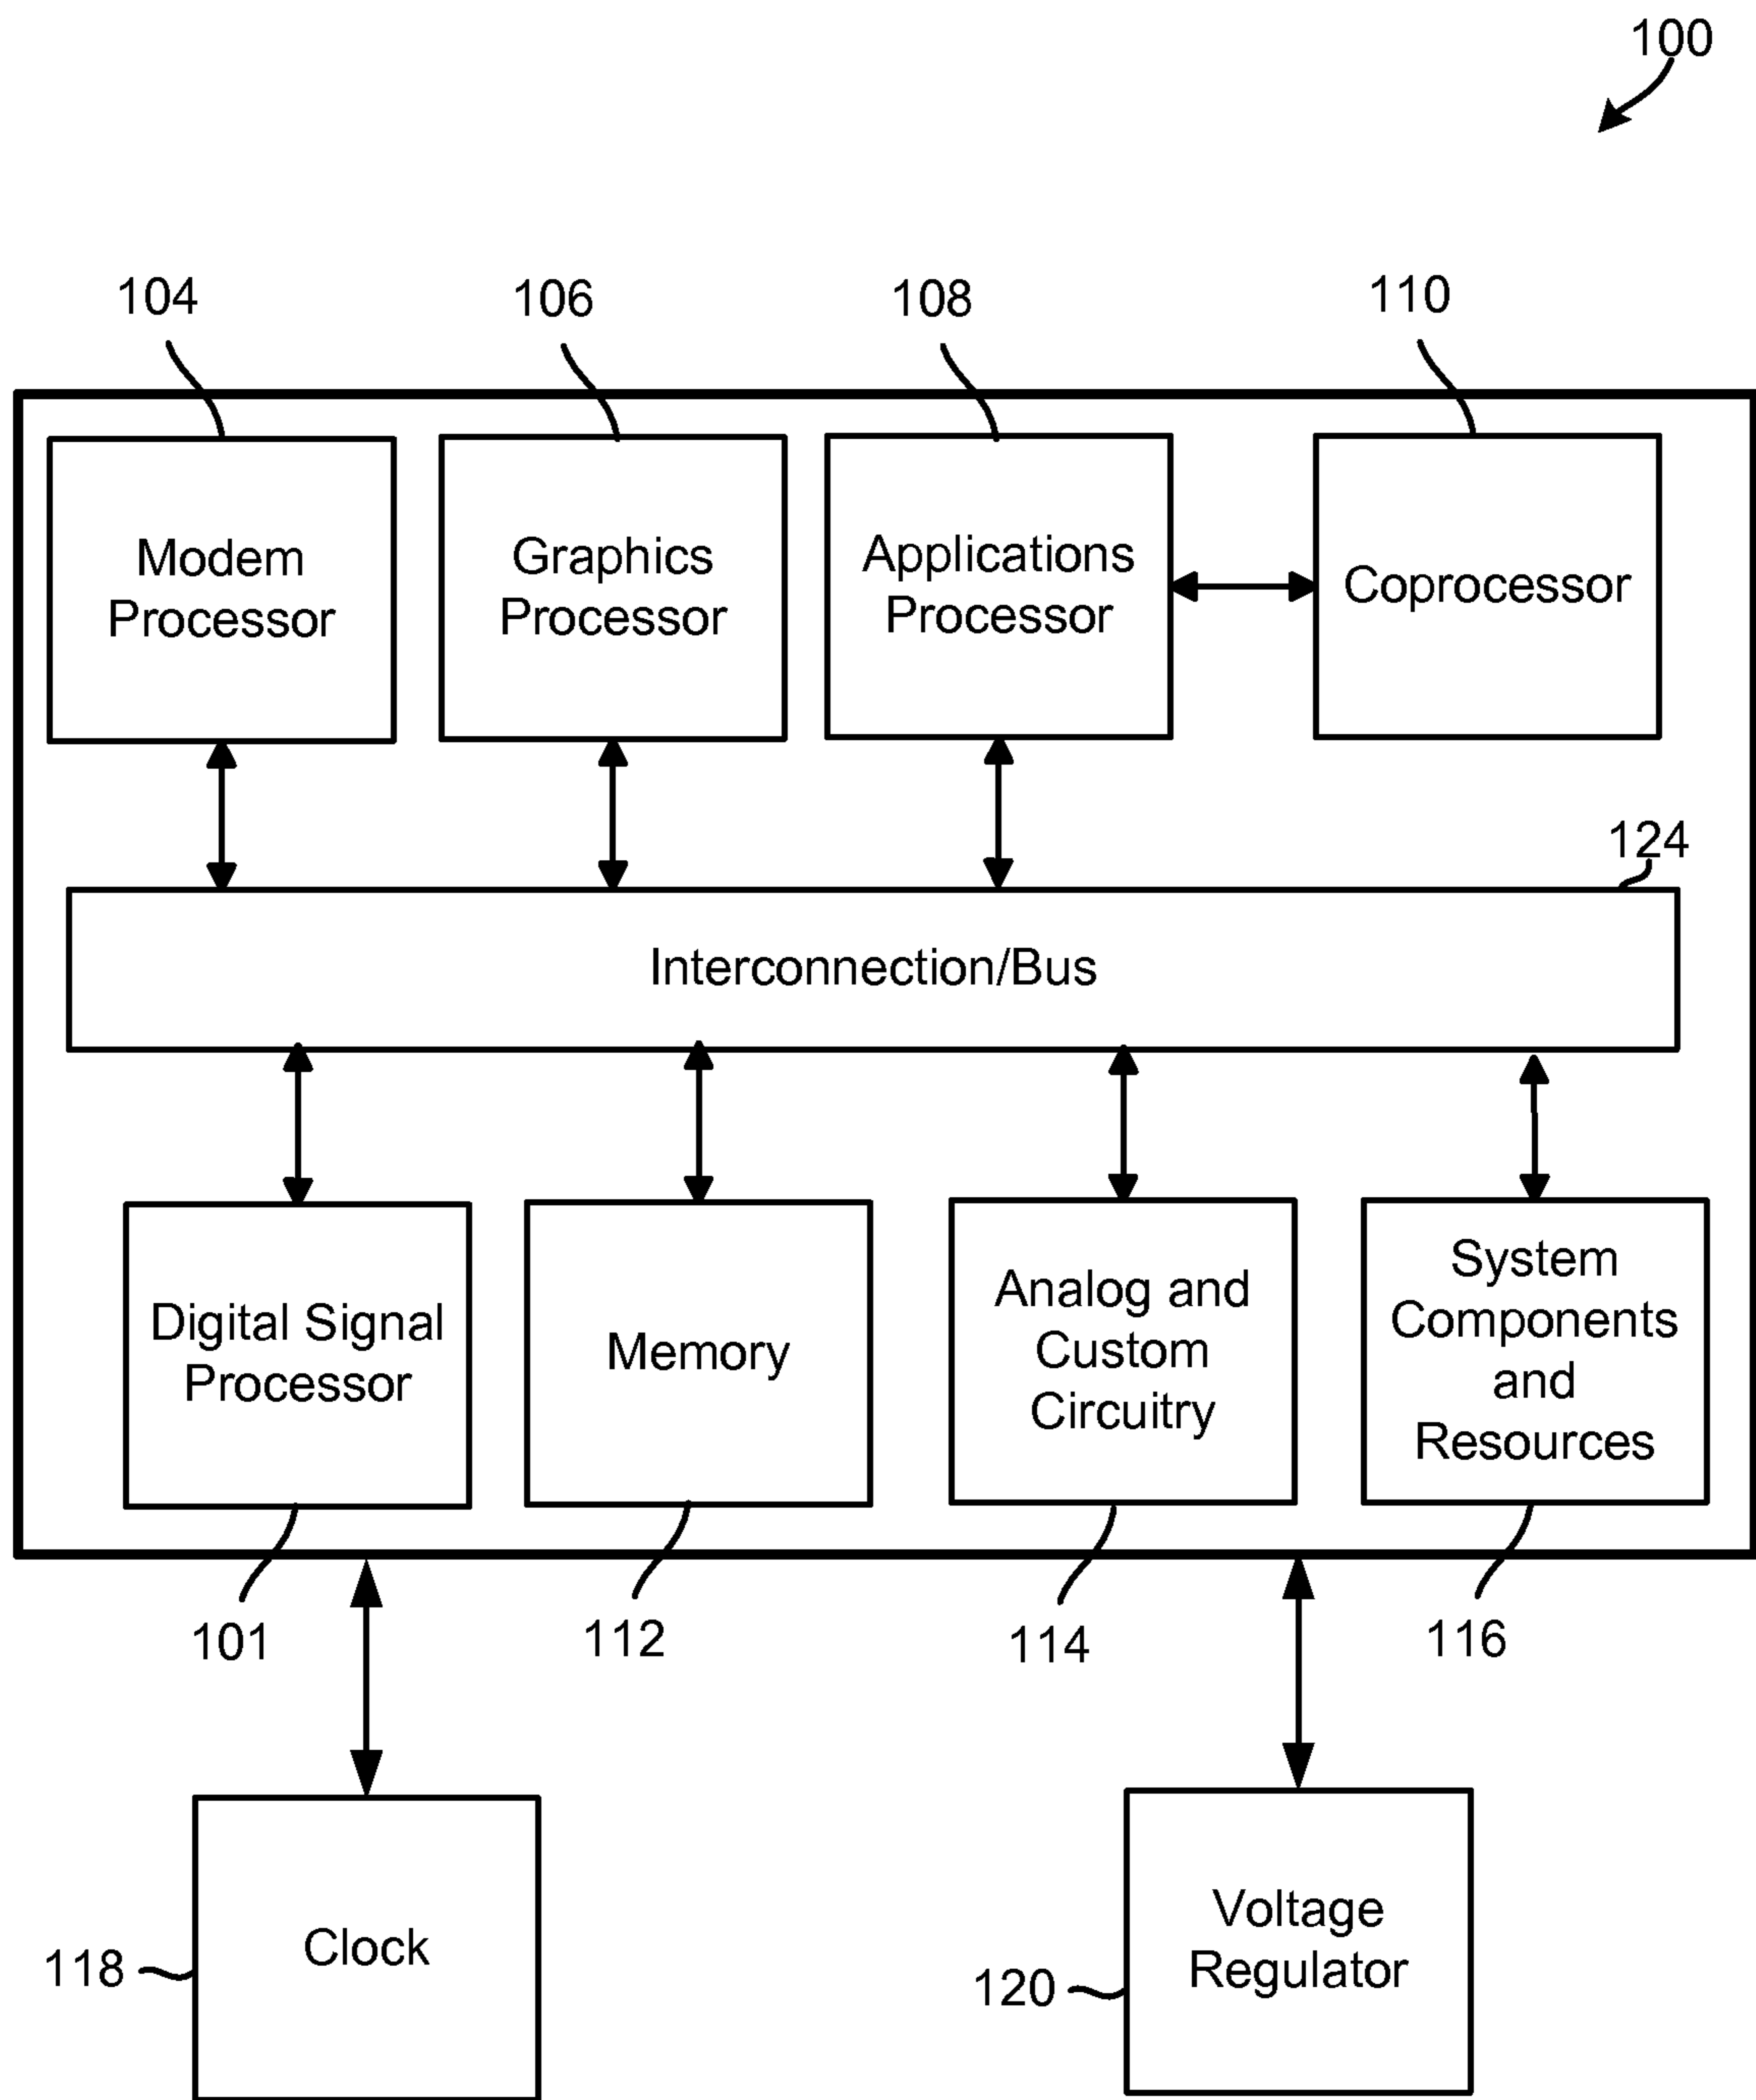 100
104
106
108
110
Modem
Processor
Graphics
Processor
Applications
Processor
Coprocessor
124
Interconnection/Bus
Digital Signal
Processor
Memory
Analog and
Custom
Circuitry
System
Components
and
Resources
101
112
114
116
Clock
118
Voltage
Regulator
120